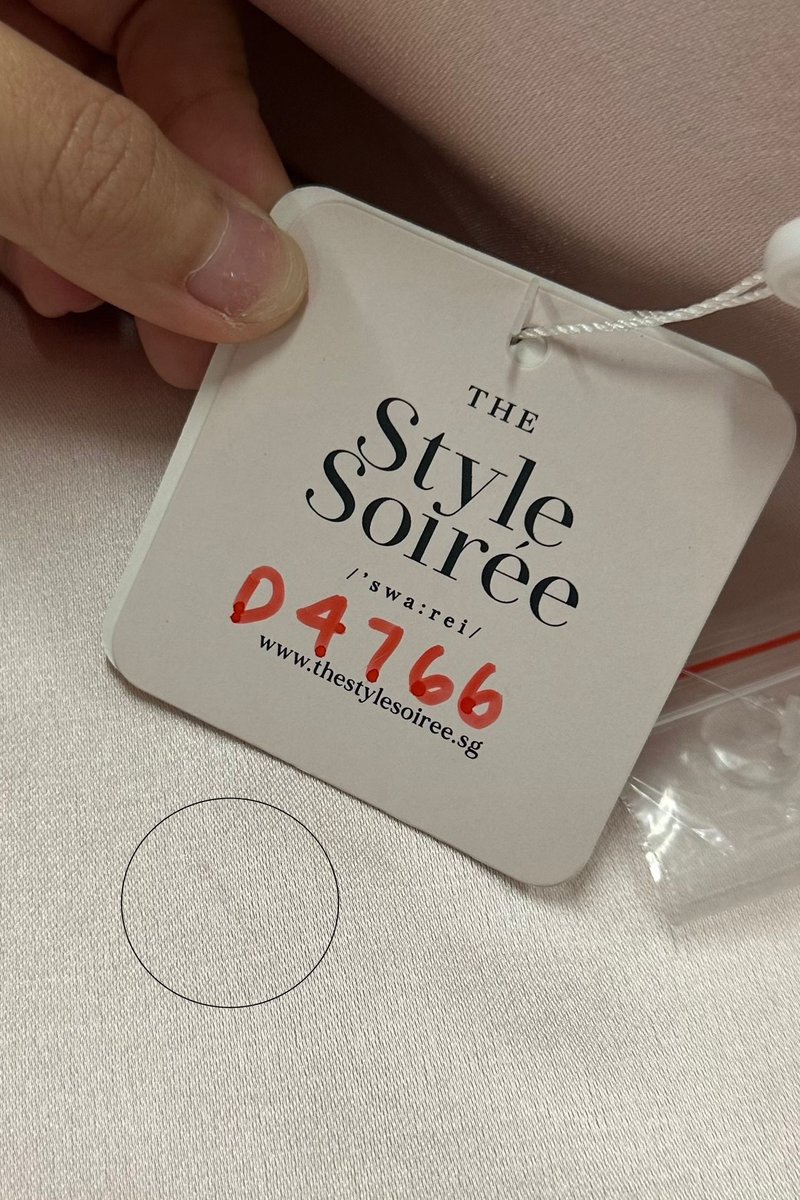 THE
Style
Soirée
/'swa:rei/
D4766
www.thestylesoiree.sg